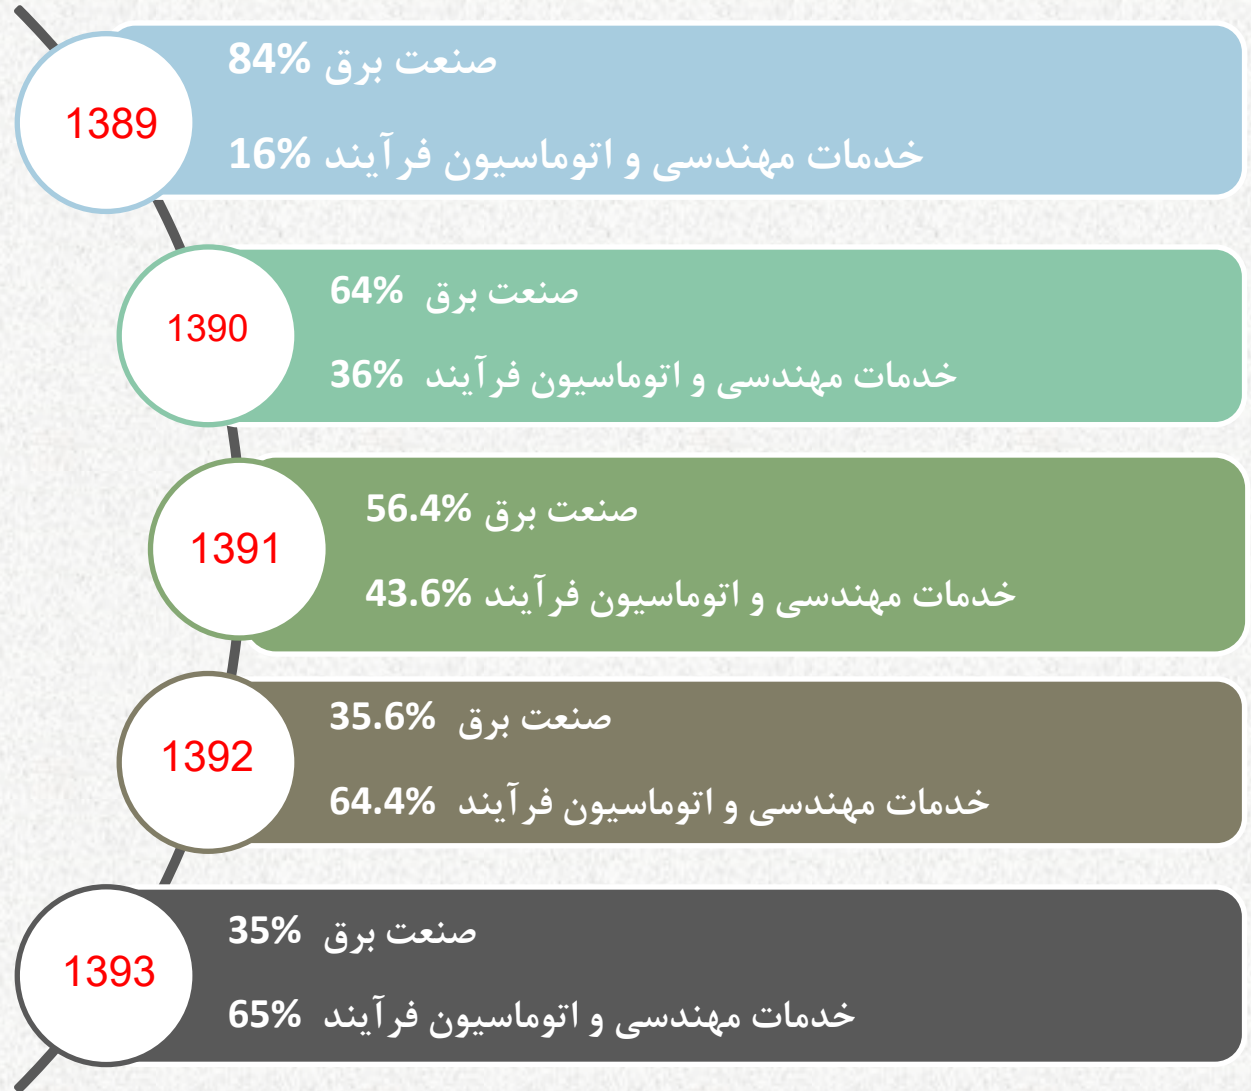 1389
صنعت برق 84%
خدمات مهندسی و اتوماسیون فرآیند 16%
1390
صنعت برق 64%
خدمات مهندسی و اتوماسیون فرآیند 36%
1391
صنعت برق 56.4%
خدمات مهندسی و اتوماسیون فرآیند 43.6%
1392
صنعت برق 35.6%
خدمات مهندسی و اتوماسیون فرآیند 64.4%
1393
صنعت برق 35%
خدمات مهندسی و اتوماسیون فرآیند 65%